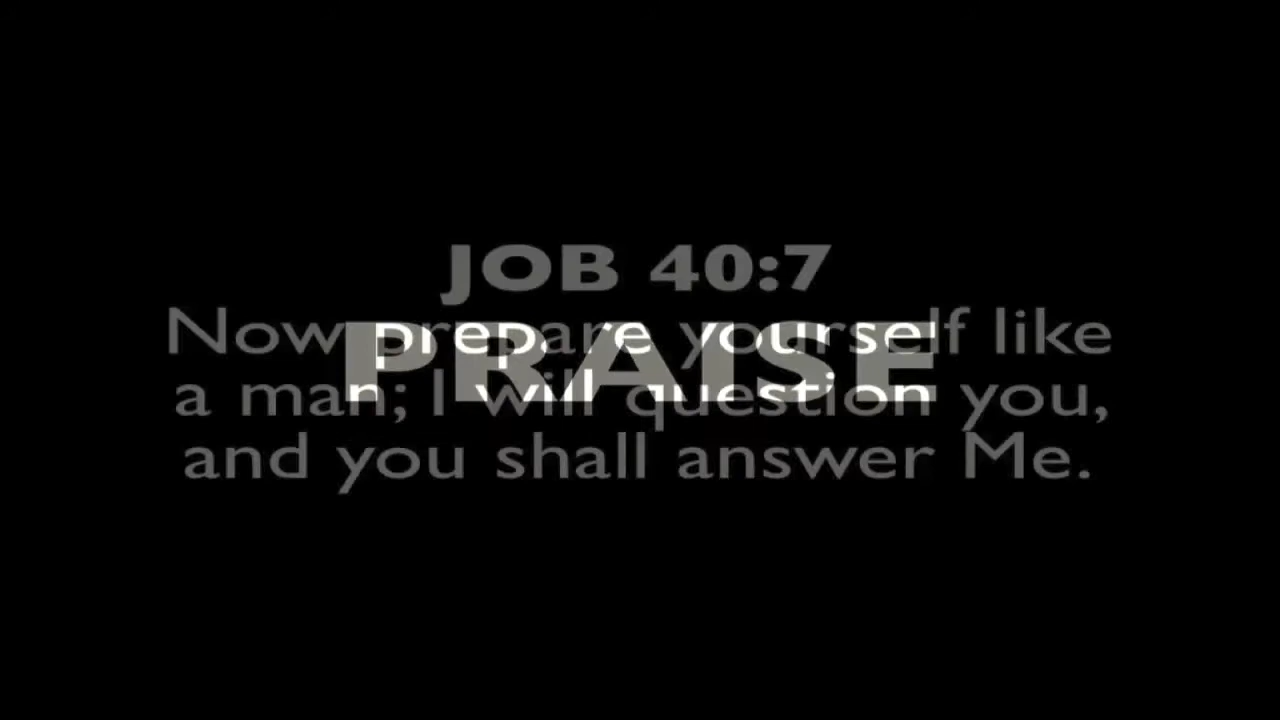 JOB 40:7
Now prepare yourself like
PRAISE
a man; I will question you,
and you shall answer Me.